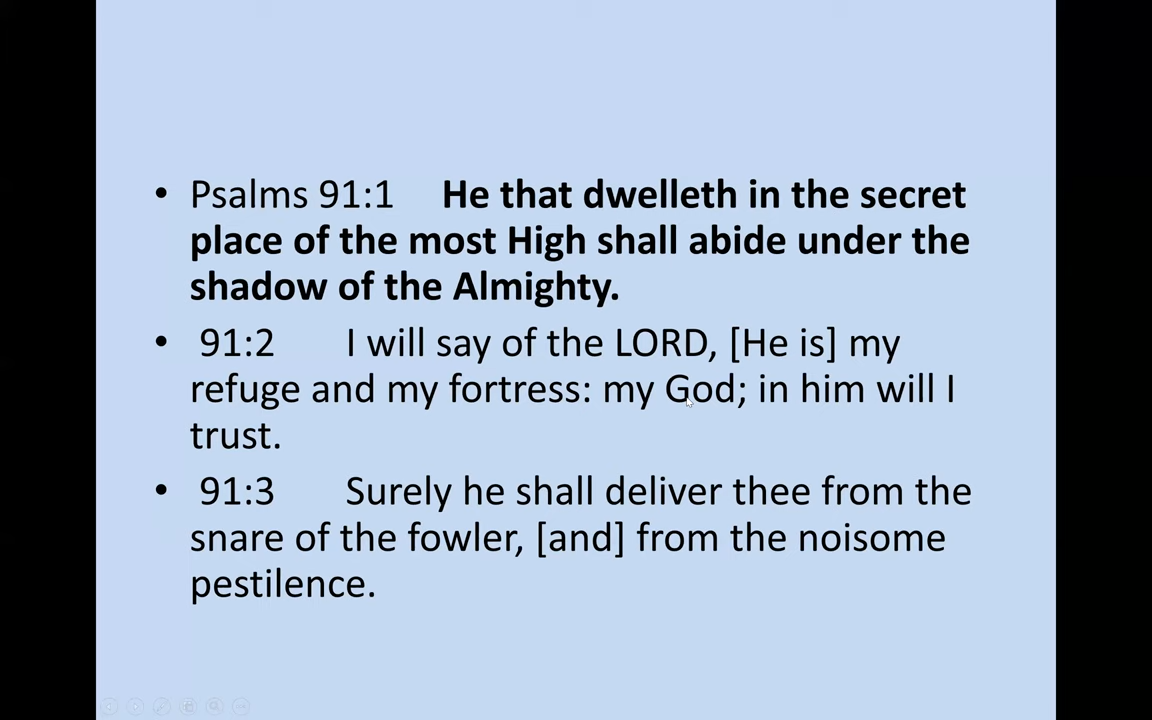 • Psalms 91:1 He that dwelleth in the secret
place of the most High shall abide under the
shadow of the Almighty.
• 91:2 I will say of the LORD, [He is] my
refuge and my fortress: my God; in him will I
trust.
• 91:3 Surely he shall deliver thee from the
snare of the fowler, [and] from the noisome
pestilence.